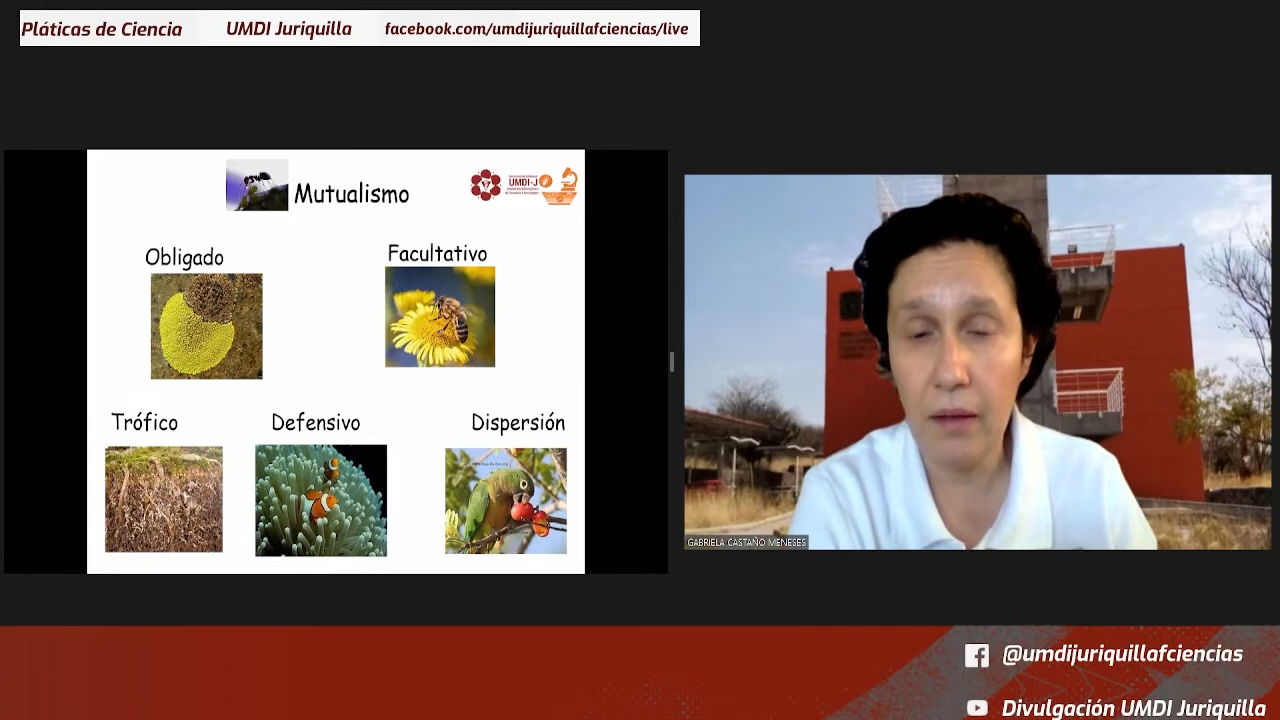 Pláticas de Ciencia UMDI Juriquilla facebook.com/umdijuriquillafciencias/live
Mutualismo
UMDI-J
Obligado
Facultativo
Trófico
Defensivo
Dispersión
GABRIELA CASTAÑO MENESES
@umdijuriquillafciencias
Divulgación UMDI Juriquilla